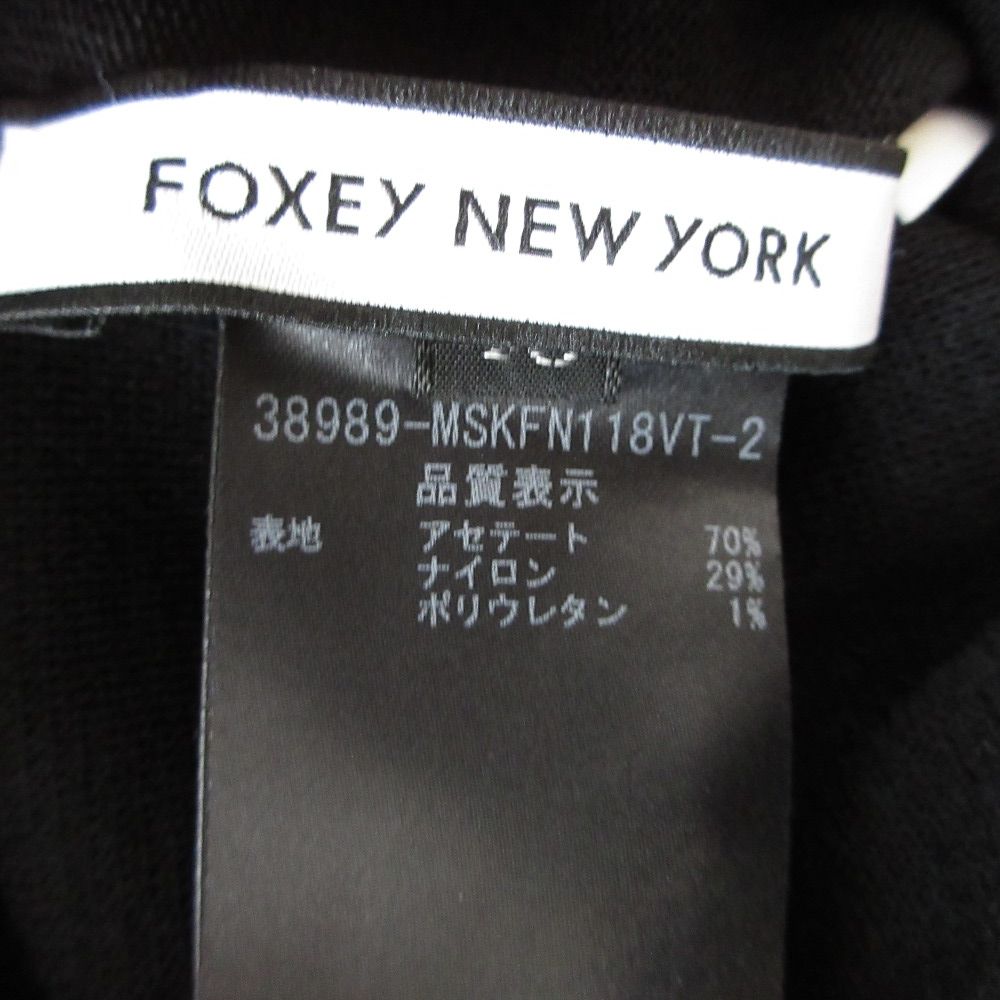 FOXEY NEW YORK
38989-MSKFN118VT-2
品質表示
表地 アセテート 70%
ナイロン 29%
ポリウレタン 1%